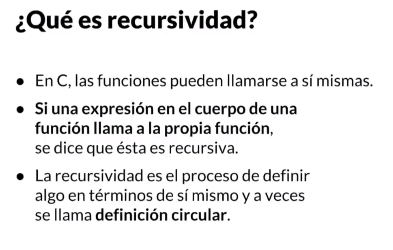 ¿Qué es recursividad?
● En C, las funciones pueden llamarse a sí mismas.
● Si una expresión en el cuerpo de una
función llama a la propia función,
se dice que ésta es recursiva.
● La recursividad es el proceso de definir
algo en términos de sí mismo y a veces
se llama definición circular.